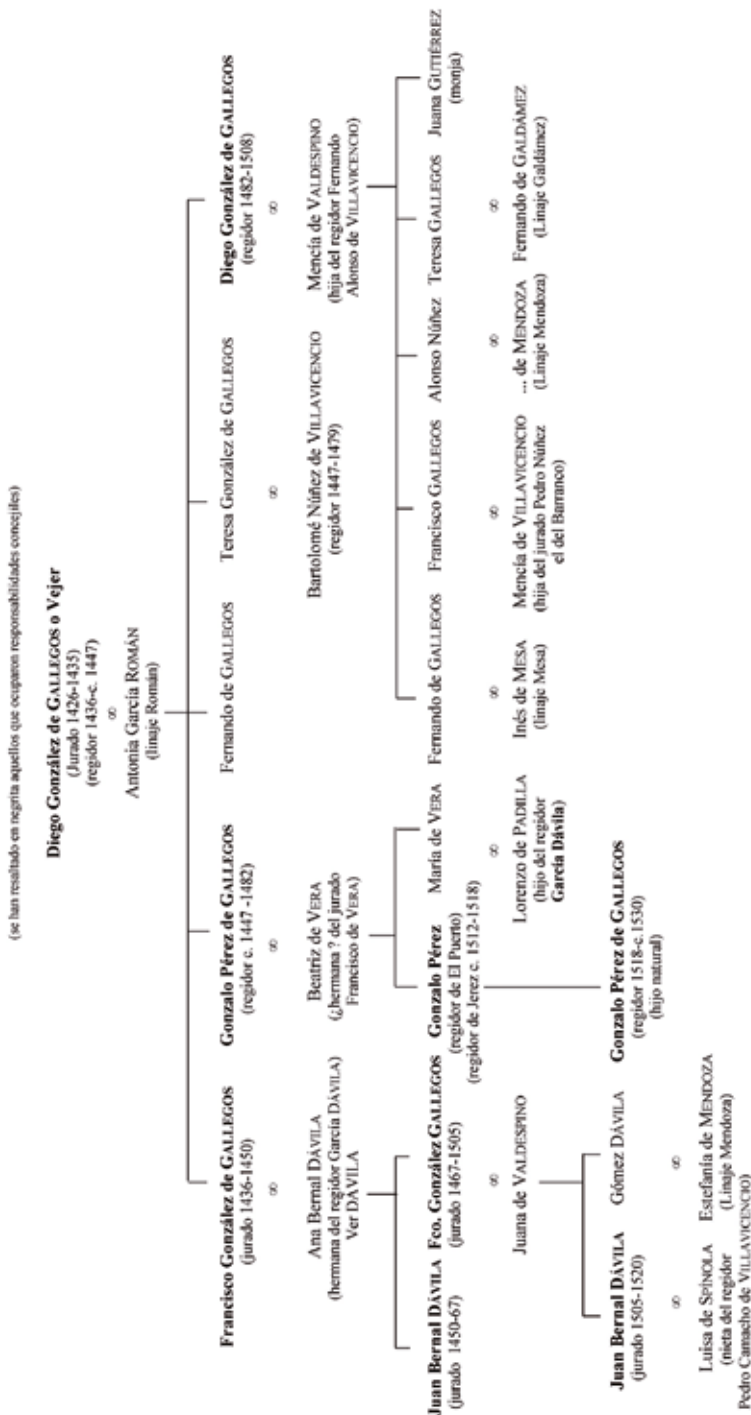 (se han resaltado en negrita aquellos que ocuparon responsabilidades concejiles)
Diego González de GALLEGOS o Vejer
(Jurado 1426-1435)
(regidor 1436-c. 1447)
∞
Antonia García ROMÁN
(linaje Román)
Francisco González de GALLEGOS
(jurado 1436-1450)
∞
Ana Bernal DÁVILA
(hermana del regidor García DÁVILA)
Ver DÁVILA
Gonzalo Pérez de GALLEGOS
(regidor c. 1447 -1482)
∞
Beatriz de VERA
(¿hermana ? del jurado
Francisco de VERA)
Fernando de GALLEGOS
Teresa González de GALLEGOS
∞
Bartolomé Núñez de VILLAVICENCIO
(regidor 1447-1479)
Diego González de GALLEGOS
(regidor 1482-1508)
∞
Mencía de VALDESPINO
(hija del regidor Fernando
Alonso de VILLAVICENCIO)
Juan Bernal DÁVILA
(jurado 1450-67)
Fco. González GALLEGOS
(jurado 1467-1505)
∞
Juana de VALDESPINO
Gonzalo Pérez
(regidor de El Puerto)
(regidor de Jerez c. 1512-1518)
María de VERA
∞
Lorenzo de PADILLA
(hijo del regidor
García Dávila)
Fernando de GALLEGOS
∞
Inés de MESA
(linaje Mesa)
Francisco GALLEGOS
∞
Mencía de VILLAVICENCIO
(hija del jurado Pedro Núñez
el del Barranco)
Alonso Núñez
∞
... de MENDOZA
(Linaje Mendoza)
Teresa GALLEGOS
∞
Fernando de GALDÁMEZ
(Linaje Galdámez)
Juana GUTIÉRREZ
(monja)
Juan Bernal DÁVILA
(jurado 1505-1520)
∞
Luisa de SPÍNOLA
(nieta del regidor
Pedro Camacho de VILLAVICENCIO)
Gómez DÁVILA
∞
Estefanía de MENDOZA
(Linaje Mendoza)
Gonzalo Pérez de GALLEGOS
(regidor 1518-c.1530)
(hijo natural)